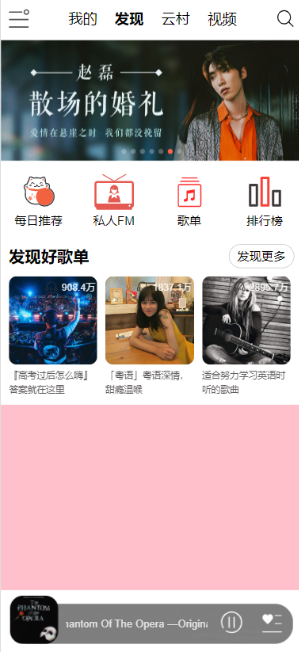 我的 发现 云村 视频
赵磊
散场的婚礼
爱情在悬崖之时 我们都没挽留
每日推荐 私人FM 歌单 排行榜
发现好歌单 发现更多
908.4万 1837.1万 2895.7万
『高考过后怎么嗨』答案就在这里
「粤语」粤语深情,甜瘾温喉
适合努力学习英语时听的歌曲
THE PHANTOM OF THE OPERA
hantom Of The Opera —Origina